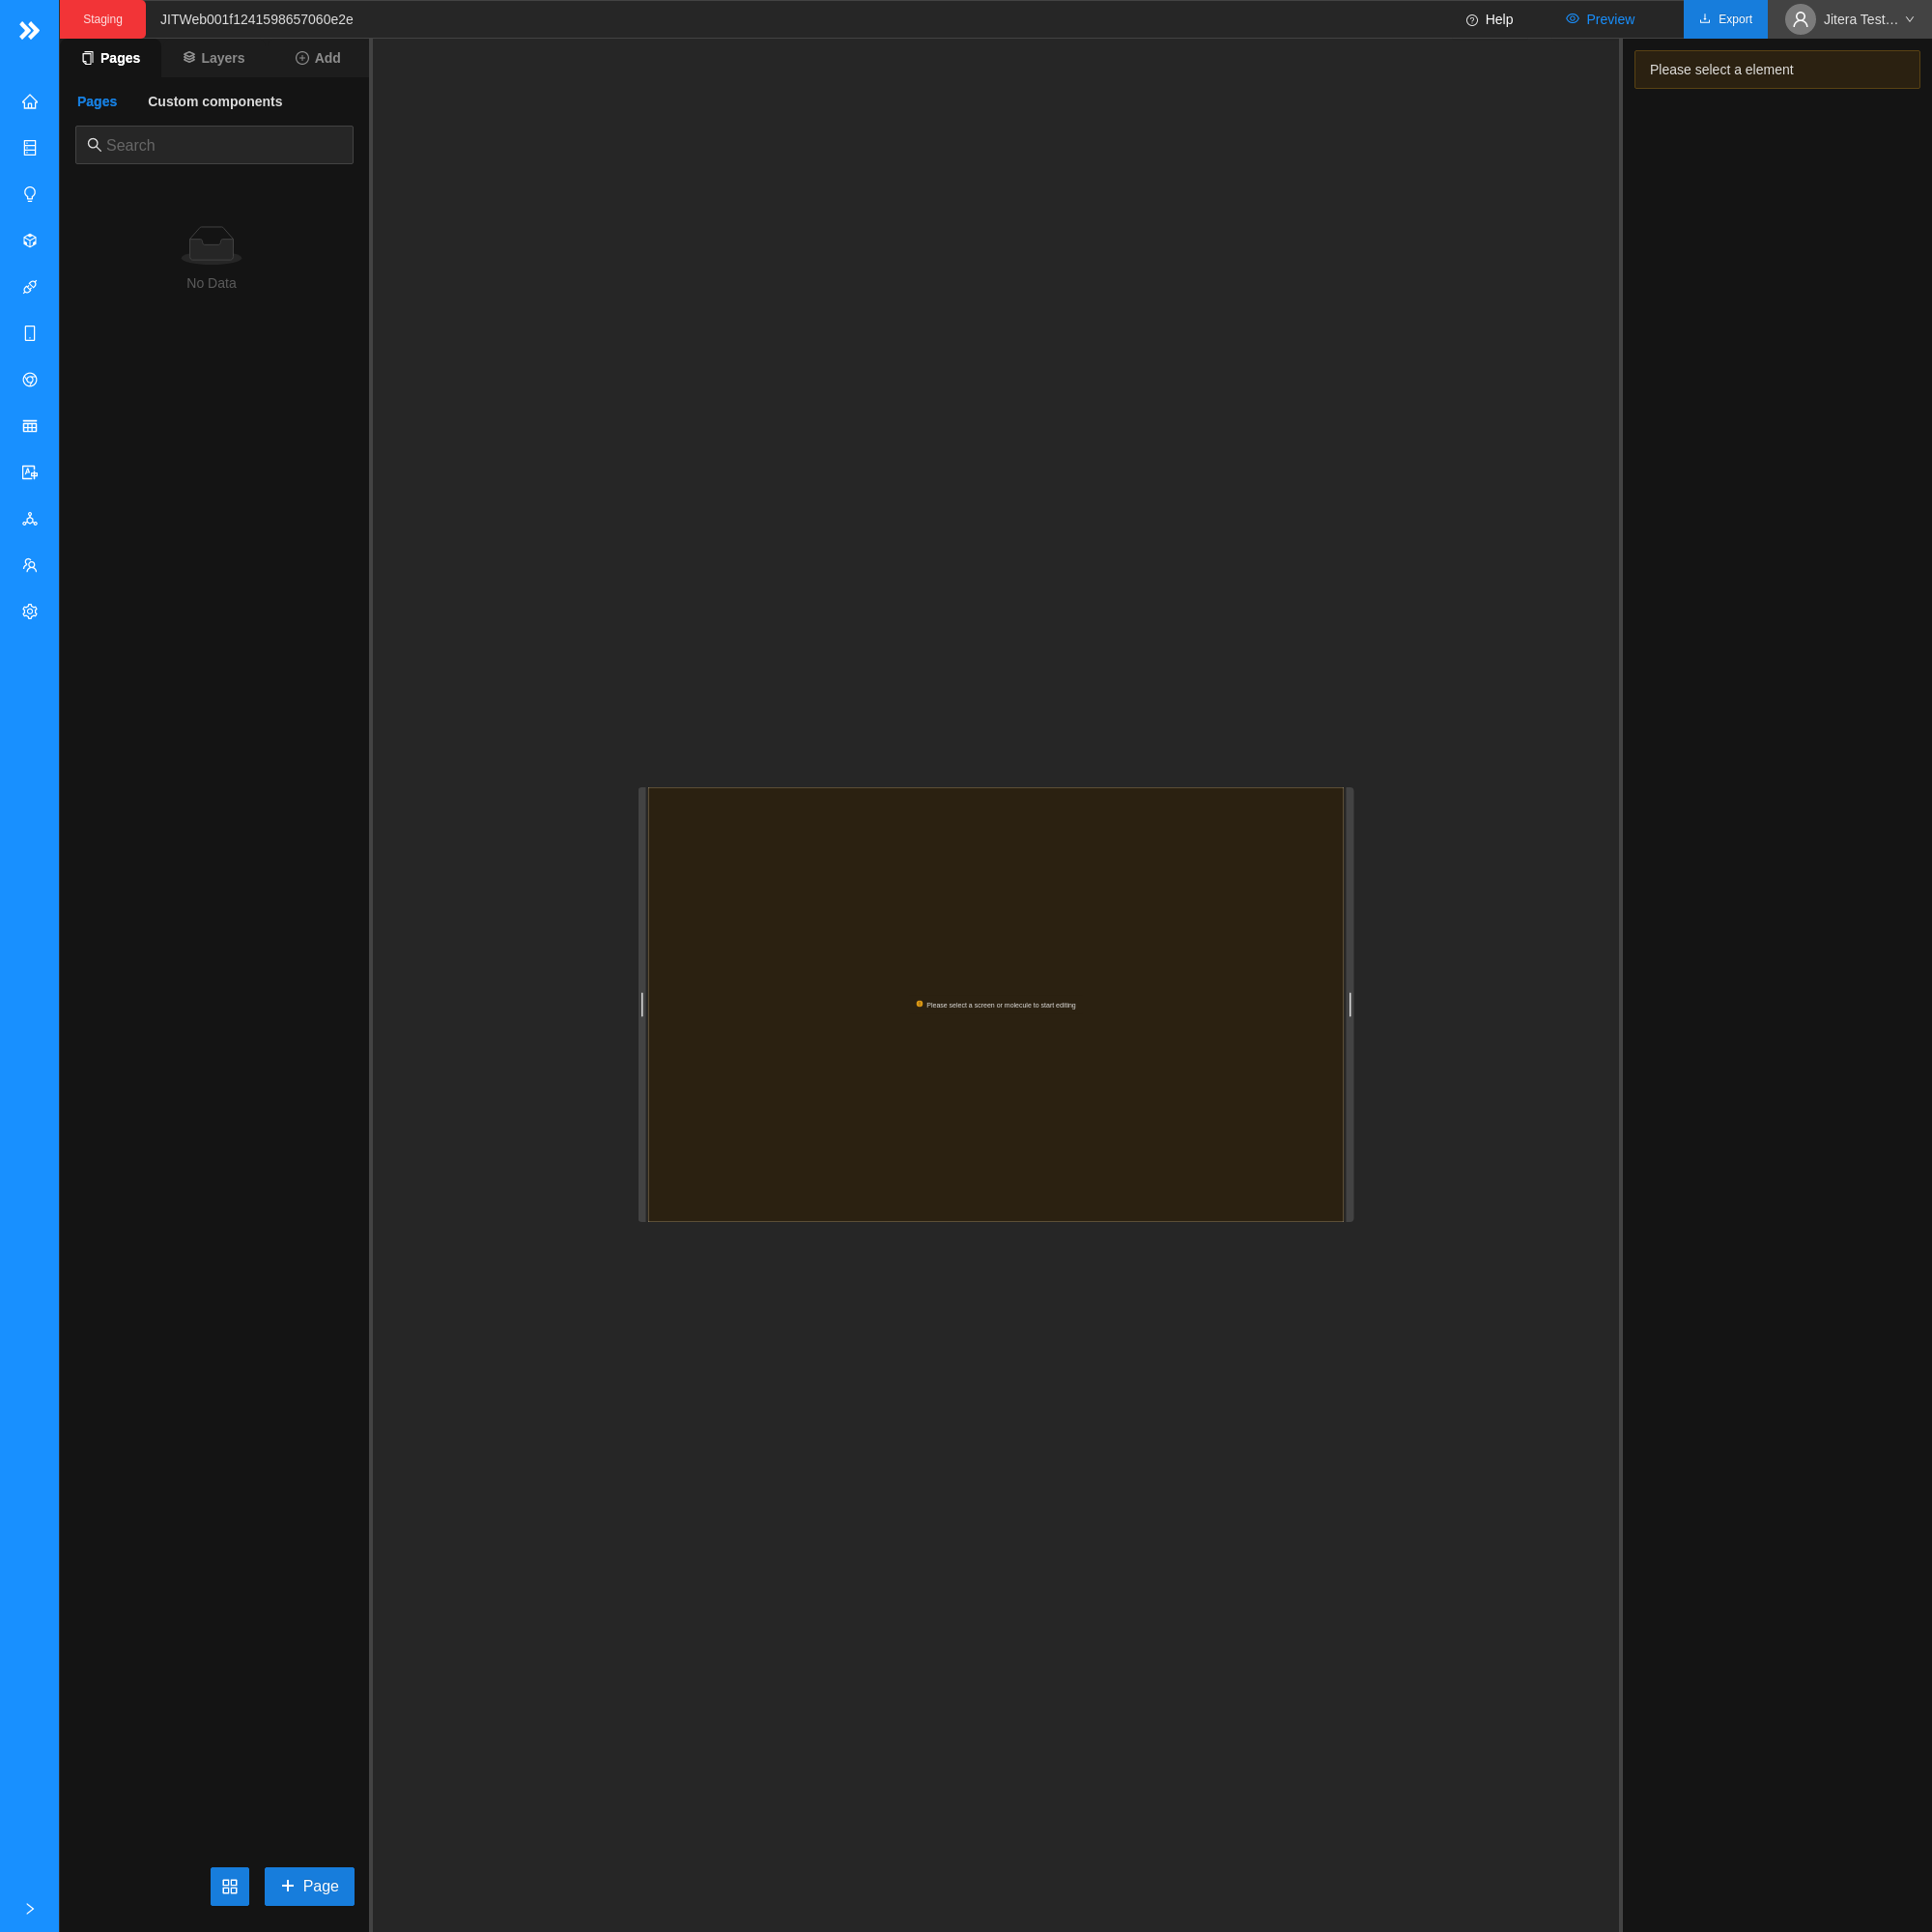 Staging
JITWeb001f1241598657060e2e
Help
Preview
Export
Jitera Test…
Pages
Layers
Add
Pages
Custom components
Search
No Data
Please select a element
Please select a screen or molecule to start editing
Page